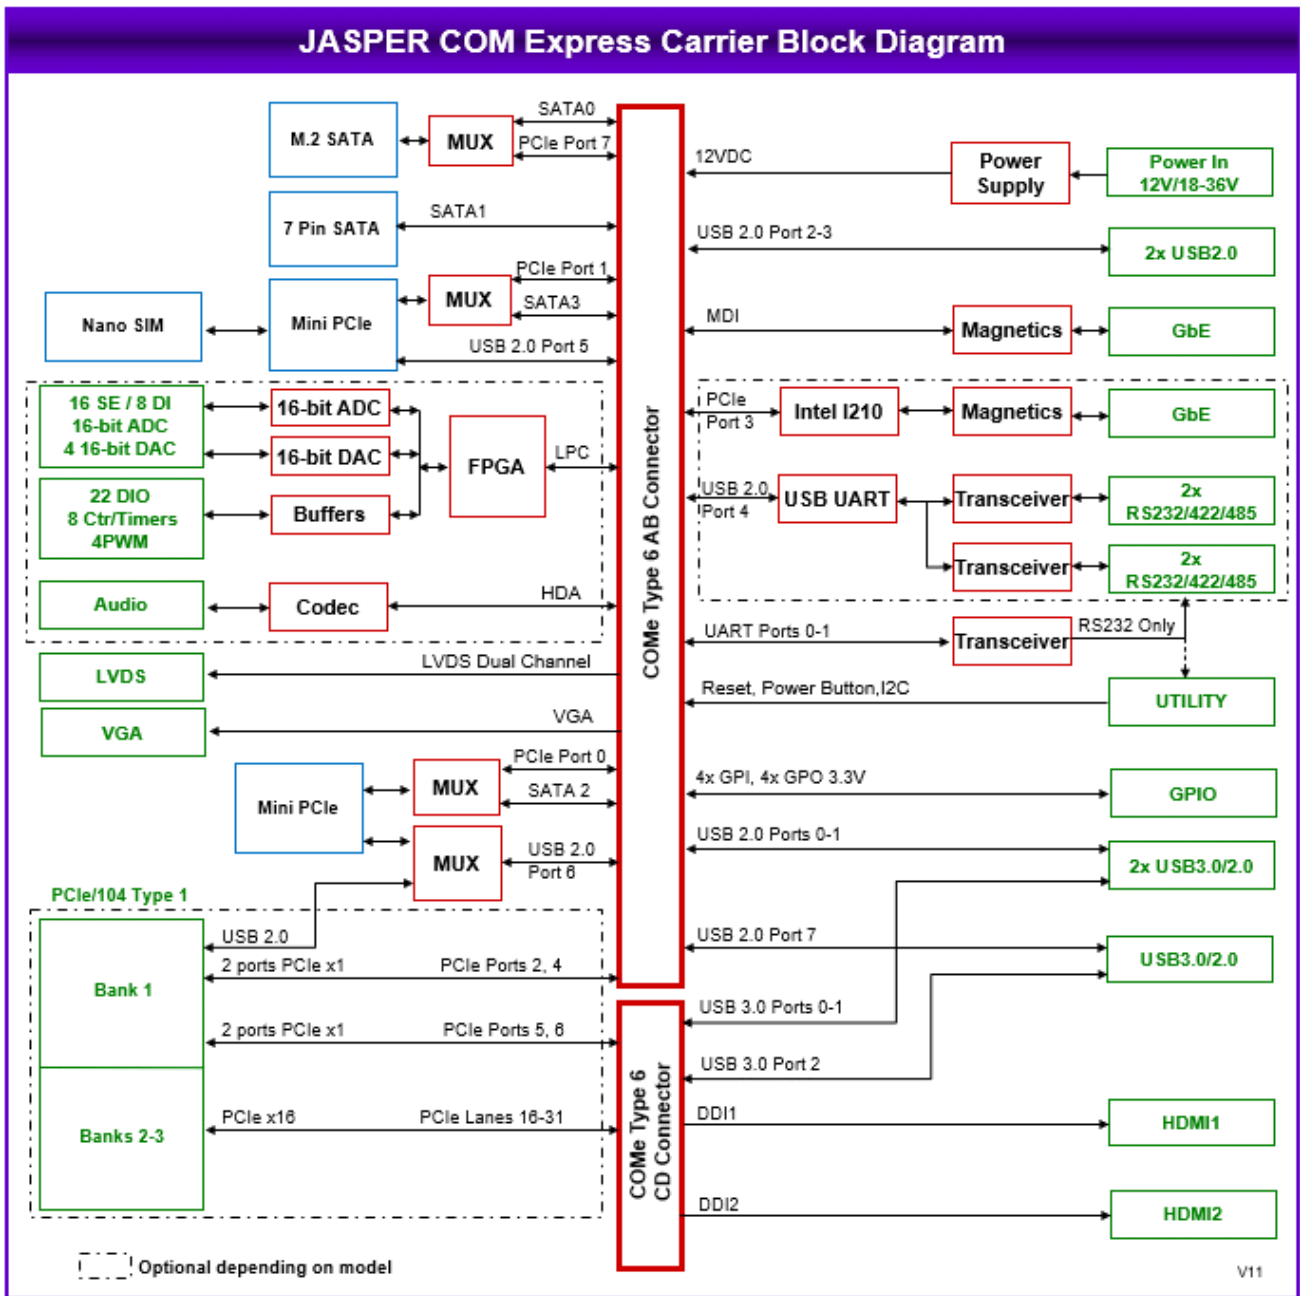 JASPER COM Express Carrier Block Diagram
M.2 SATA
MUX
SATA0
PCIe Port 7
7 Pin SATA
SATA1
Nano SIM
Mini PCIe
MUX
PCIe Port 1
SATA3
USB 2.0 Port 5
16 SE / 8 DI
16-bit ADC
4 16-bit DAC
16-bit ADC
16-bit DAC
FPGA
LPC
22 DIO
8 Ctr/Timers
4PWM
Buffers
Audio
Codec
HDA
LVDS
LVDS Dual Channel
VGA
VGA
Mini PCIe
MUX
PCIe Port 0
SATA 2
MUX
USB 2.0
Port 6
PCIe/104 Type 1
Bank 1
USB 2.0
2 ports PCIe x1
PCIe Ports 2, 4
2 ports PCIe x1
PCIe Ports 5, 6
Banks 2-3
PCIe x16
PCIe Lanes 16-31
Optional depending on model
COMe Type 6 AB Connector
COMe Type 6
CD Connector
12VDC
Power
Supply
Power In
12V/18-36V
USB 2.0 Port 2-3
2x USB2.0
MDI
Magnetics
GbE
PCIe
Port 3
Intel I210
Magnetics
GbE
USB 2.0
Port 4
USB UART
Transceiver
2x
RS232/422/485
Transceiver
2x
RS232/422/485
UART Ports 0-1
Transceiver
RS232 Only
Reset, Power Button,I2C
UTILITY
4x GPI, 4x GPO 3.3V
GPIO
USB 2.0 Ports 0-1
2x USB3.0/2.0
USB 2.0 Port 7
USB3.0/2.0
USB 3.0 Ports 0-1
USB 3.0 Port 2
DDI1
HDMI1
DDI2
HDMI2
V11